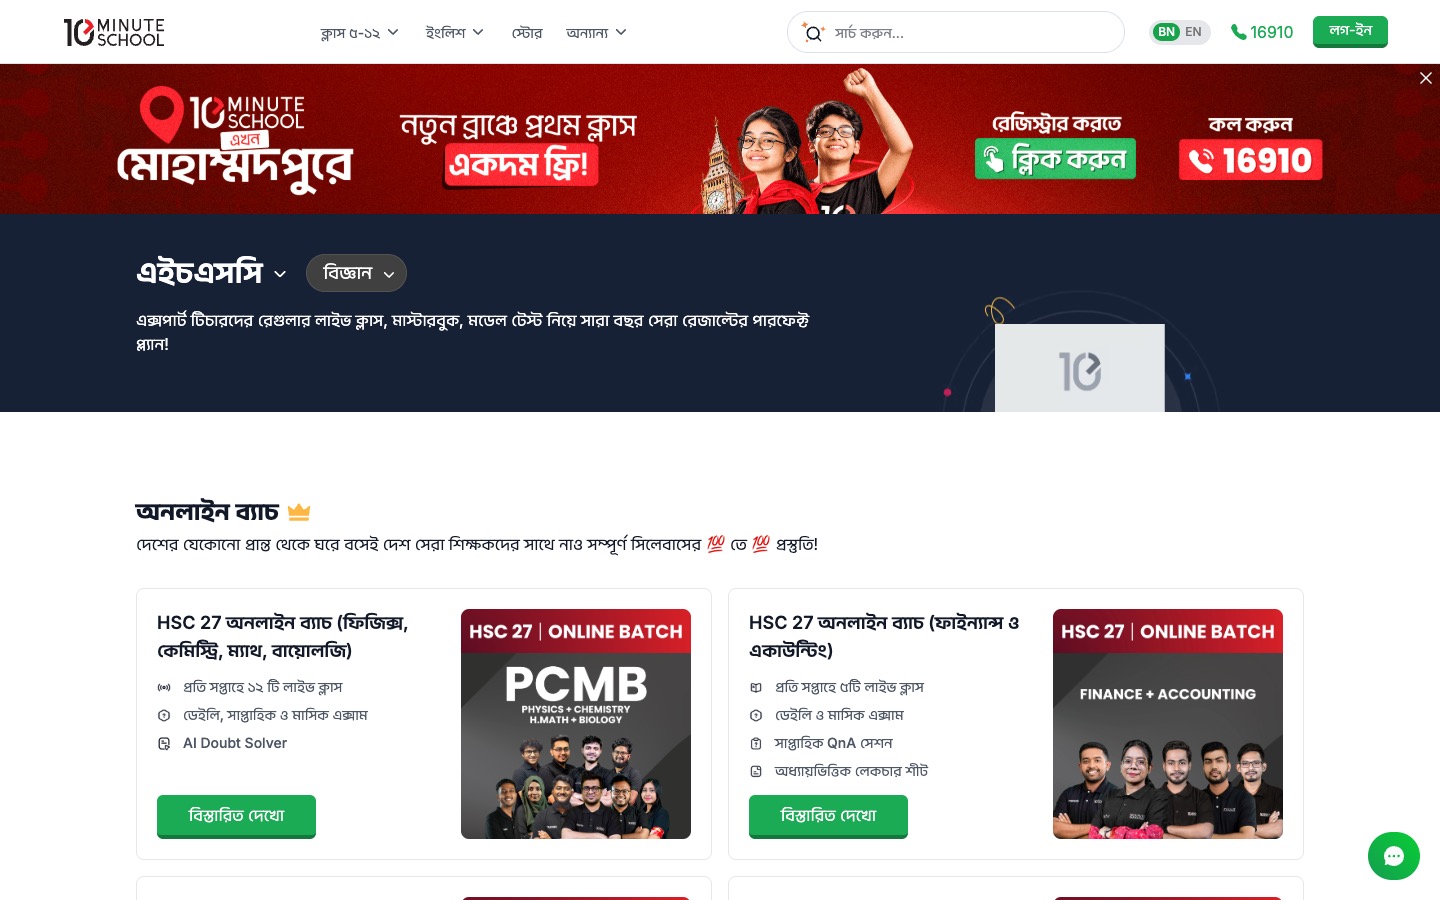 10 MINUTE SCHOOL
ক্লাস ৫-১২
ইংলিশ
স্টোর
অন্যান্য
সার্চ করুন...
BN EN
16910
লগ-ইন
10 MINUTE SCHOOL
এখন
মোহাম্মদপুরে
নতুন ব্রাঞ্চে প্রথম ক্লাস
একদম ফ্রি!
রেজিস্ট্রার করতে
ক্লিক করুন
কল করুন
16910
এইচএসসি
বিজ্ঞান
এক্সপার্ট টিচারদের রেগুলার লাইভ ক্লাস, মাস্টারবুক, মডেল টেস্ট নিয়ে সারা বছর সেরা রেজাল্টের পারফেক্ট
প্ল্যান!
10
অনলাইন ব্যাচ
দেশের যেকোনো প্রান্ত থেকে ঘরে বসেই দেশ সেরা শিক্ষকদের সাথে নাও সম্পূর্ণ সিলেবাসের 💯 তে 💯 প্রস্তুতি!
HSC 27 অনলাইন ব্যাচ (ফিজিক্স,
কেমিস্ট্রি, ম্যাথ, বায়োলজি)
প্রতি সপ্তাহে ১২ টি লাইভ ক্লাস
ডেইলি, সাপ্তাহিক ও মাসিক এক্সাম
AI Doubt Solver
বিস্তারিত দেখো
HSC 27 | ONLINE BATCH
PCMB
PHYSICS + CHEMISTRY
H.MATH + BIOLOGY
HSC 27 অনলাইন ব্যাচ (ফাইন্যান্স ও
একাউন্টিং)
প্রতি সপ্তাহে ৫টি লাইভ ক্লাস
ডেইলি ও মাসিক এক্সাম
সাপ্তাহিক QnA সেশন
অধ্যায়ভিত্তিক লেকচার শীট
বিস্তারিত দেখো
HSC 27 | ONLINE BATCH
FINANCE + ACCOUNTING